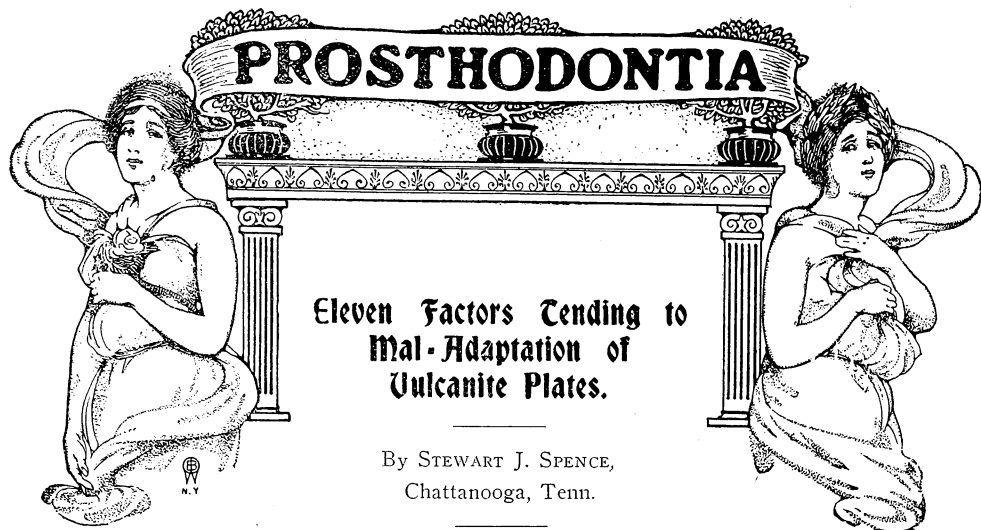 PROSTHODONTIA
Eleven Factors Tending to
Mal-Adaptation of
Vulcanite Plates.
By STEWART J. SPENCE,
Chattanooga, Tenn.
N.Y